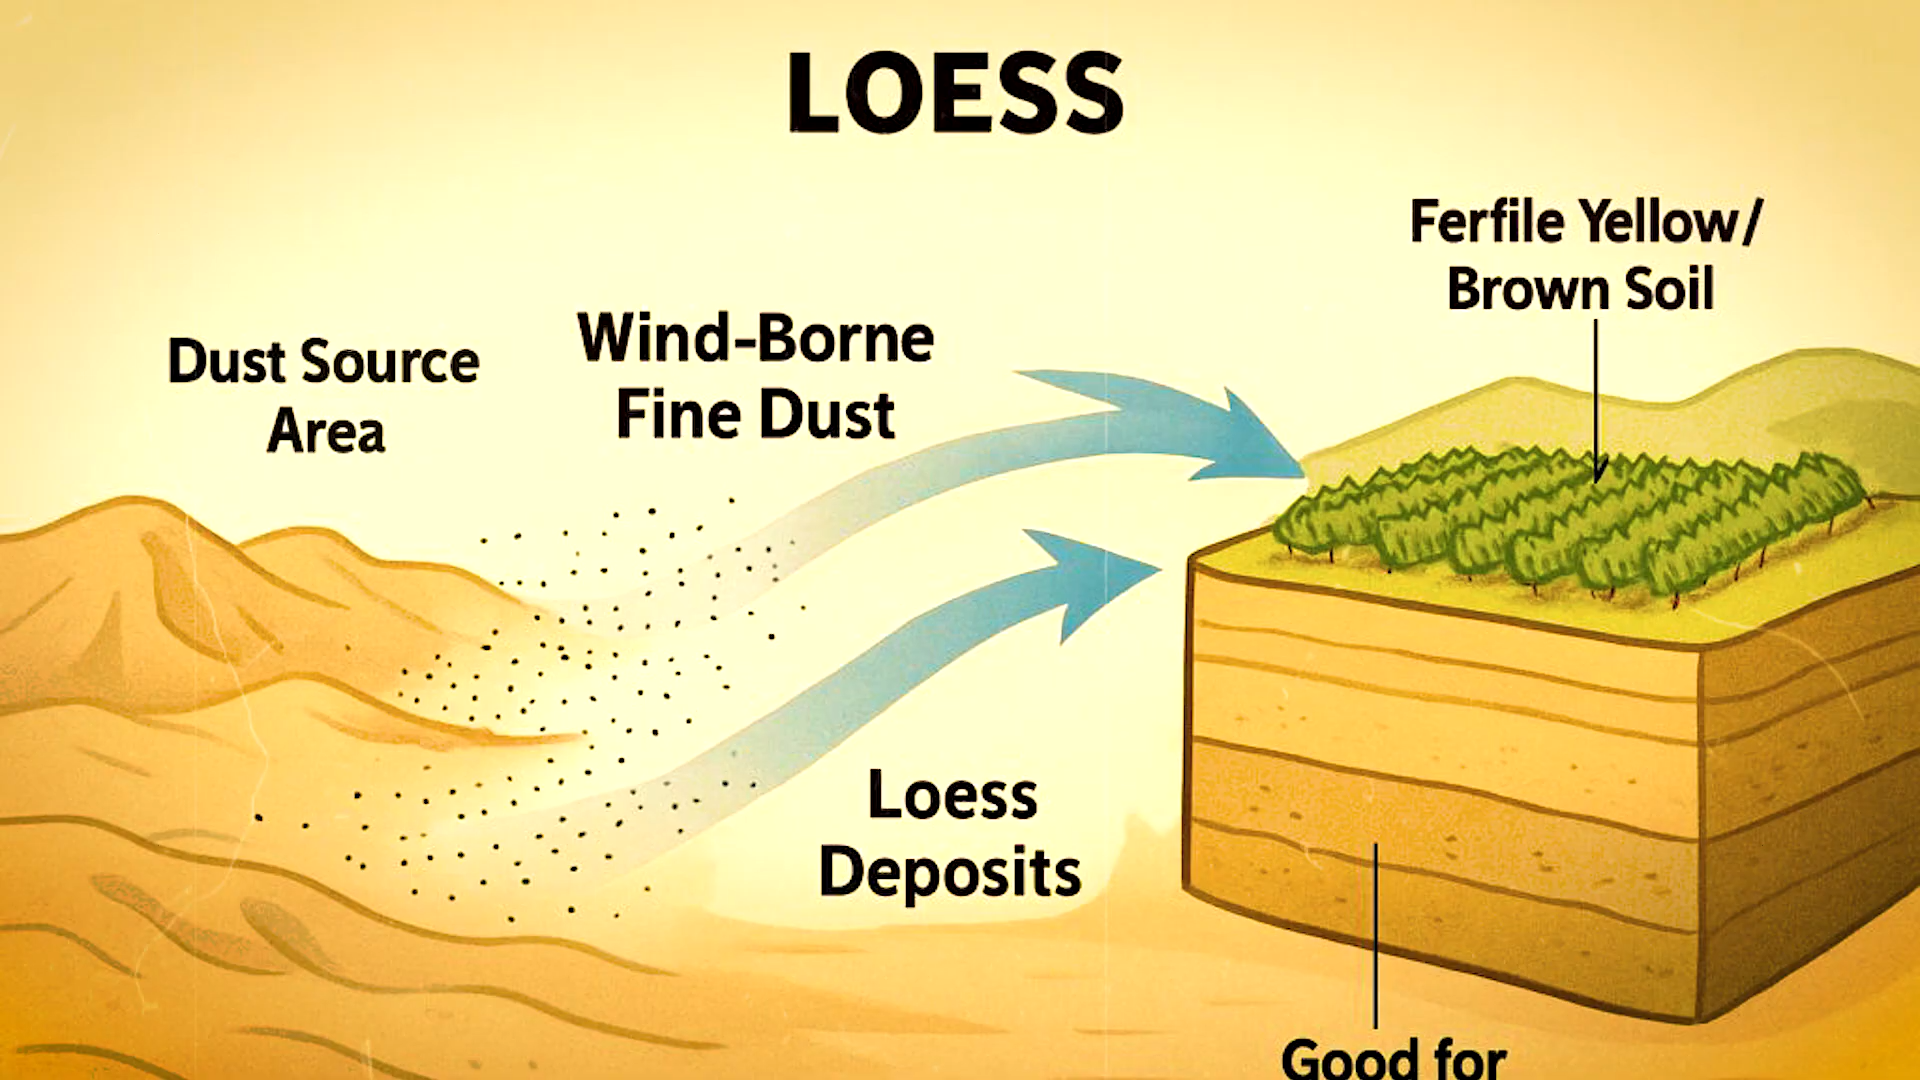 LOESS
Ferfile Yellow/
Brown Soil
Wind-Borne
Fine Dust
Dust Source
Area
Loess
Deposits
Good for